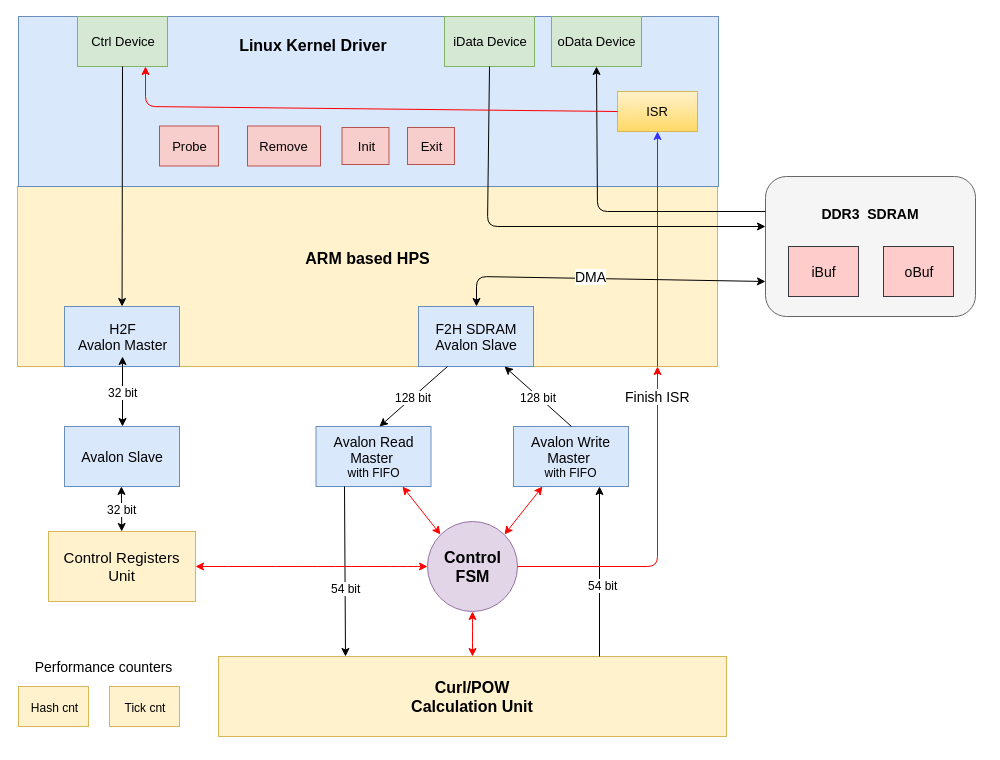 Ctrl Device
Linux Kernel Driver
iData Device
oData Device
ISR
Probe
Remove
Init
Exit
DDR3  SDRAM
iBuf
oBuf
ARM based HPS
DMA
H2F
Avalon Master
F2H SDRAM
Avalon Slave
32 bit
128 bit
128 bit
Finish ISR
Avalon Slave
Avalon Read
Master
with FIFO
Avalon Write
Master
with FIFO
32 bit
Control Registers
Unit
Control
FSM
54 bit
54 bit
Performance counters
Hash cnt
Tick cnt
Curl/POW
Calculation Unit